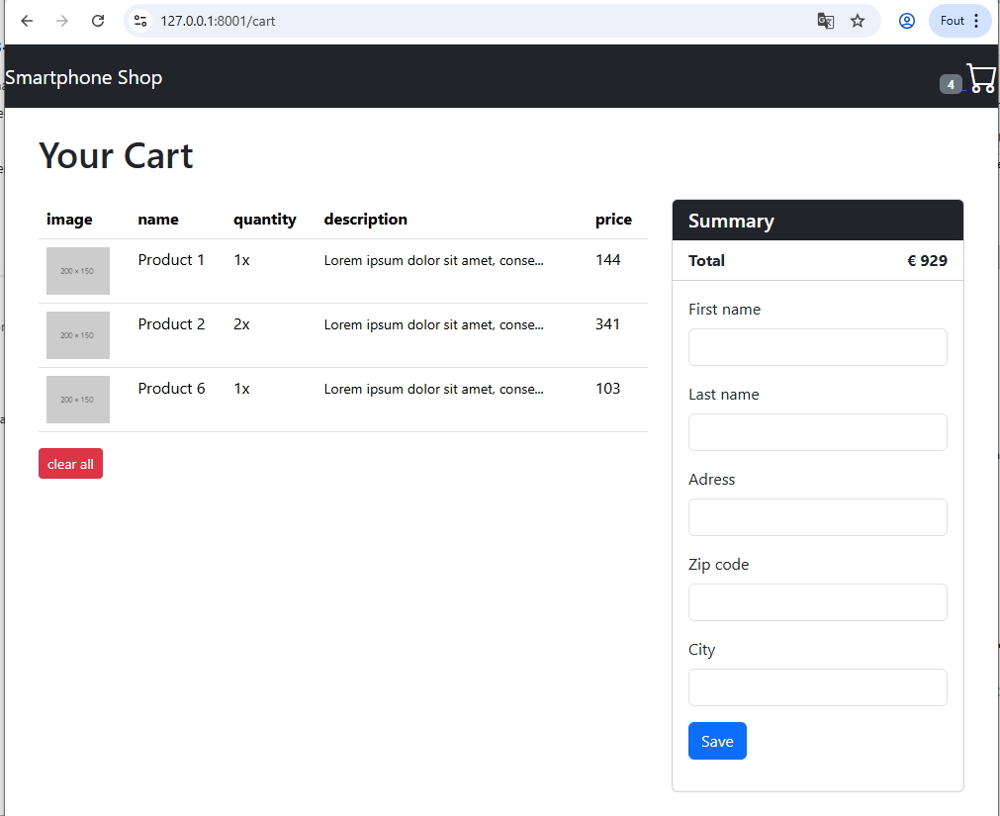 127.0.0.1:8001/cart
Fout
Smartphone Shop
4
Your Cart
image name quantity description price
200 × 150 Product 1 1x Lorem ipsum dolor sit amet, conse... 144
200 × 150 Product 2 2x Lorem ipsum dolor sit amet, conse... 341
200 × 150 Product 6 1x Lorem ipsum dolor sit amet, conse... 103
clear all
Summary
Total € 929
First name
Last name
Adress
Zip code
City
Save